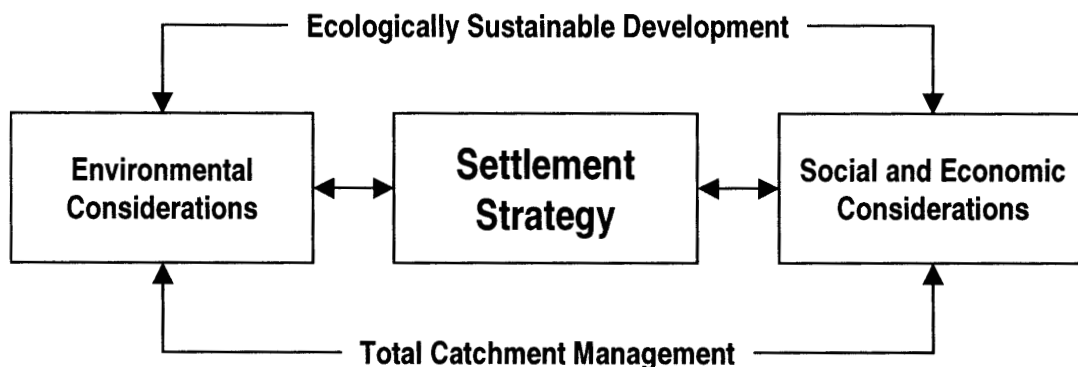 Ecologically Sustainable Development
Environmental
Considerations
Settlement
Strategy
Social and Economic
Considerations
Total Catchment Management